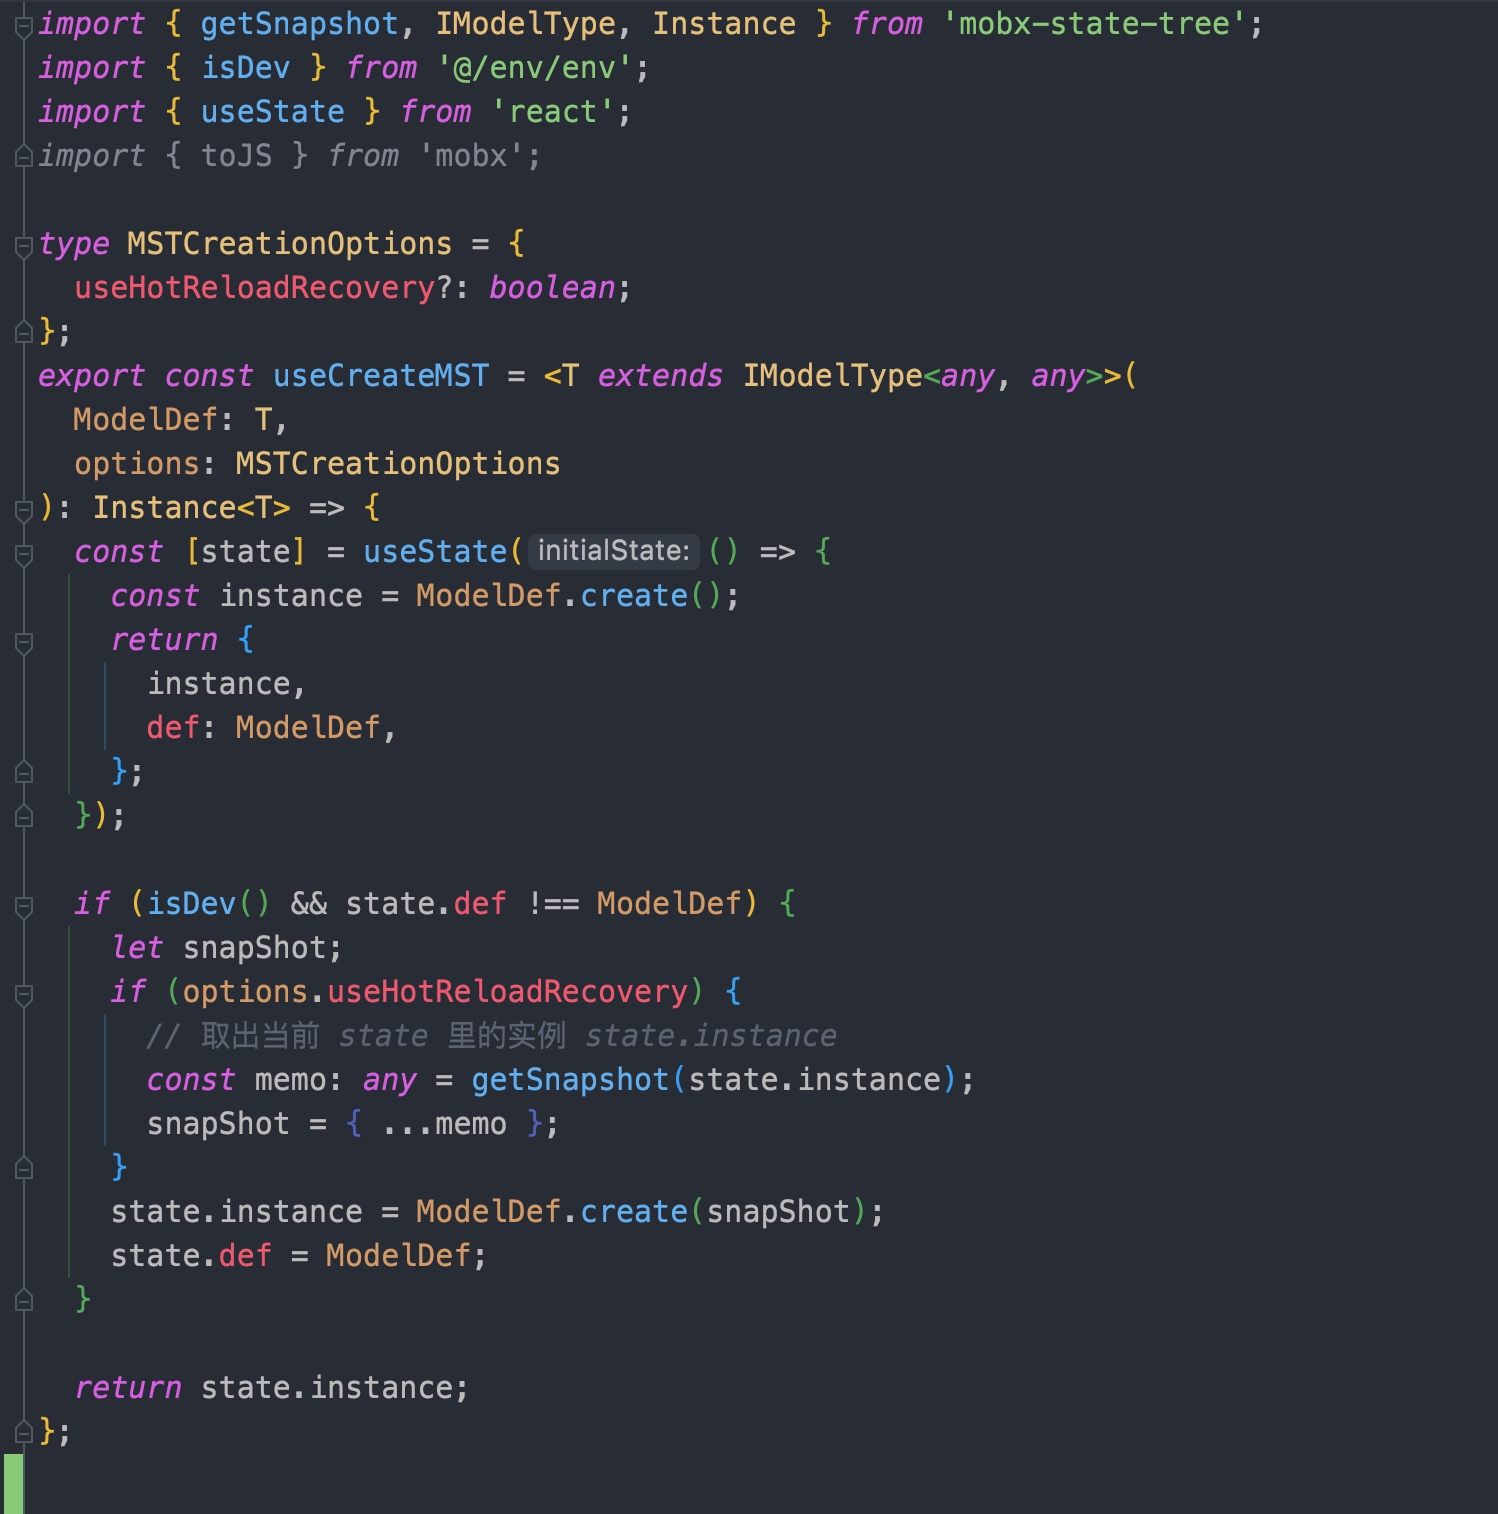 import { getSnapshot, IModelType, Instance } from 'mobx-state-tree';
import { isDev } from '@/env/env';
import { useState } from 'react';
import { toJS } from 'mobx';

type MSTCreationOptions = {
  useHotReloadRecovery?: boolean;
};
export const useCreateMST = <T extends IModelType<any, any>>(
  ModelDef: T,
  options: MSTCreationOptions
): Instance<T> => {
  const [state] = useState( initialState: () => {
    const instance = ModelDef.create();
    return {
      instance,
      def: ModelDef,
    };
  });

  if (isDev() && state.def !== ModelDef) {
    let snapShot;
    if (options.useHotReloadRecovery) {
      // 取出当前 state 里的实例 state.instance
      const memo: any = getSnapshot(state.instance);
      snapShot = { ...memo };
    }
    state.instance = ModelDef.create(snapShot);
    state.def = ModelDef;
  }

  return state.instance;
};